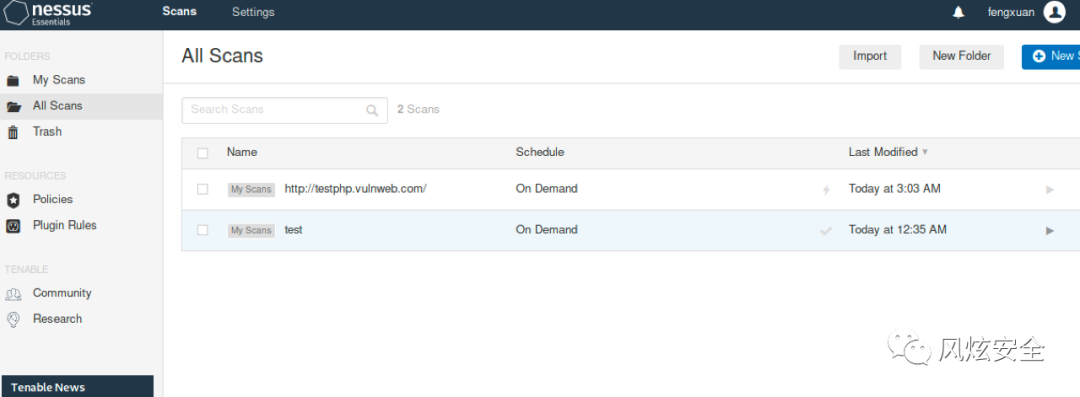 nessus
Essentials
Scans
Settings
fengxuan
FOLDERS
My Scans
All Scans
Trash
RESOURCES
Policies
Plugin Rules
TENABLE
Community
Research
Tenable News
All Scans
Import
New Folder
New S
Search Scans
2 Scans
Name
Schedule
Last Modified
My Scans http://testphp.vulnweb.com/ On Demand Today at 3:03 AM
My Scans test On Demand Today at 12:35 AM
风炫安全